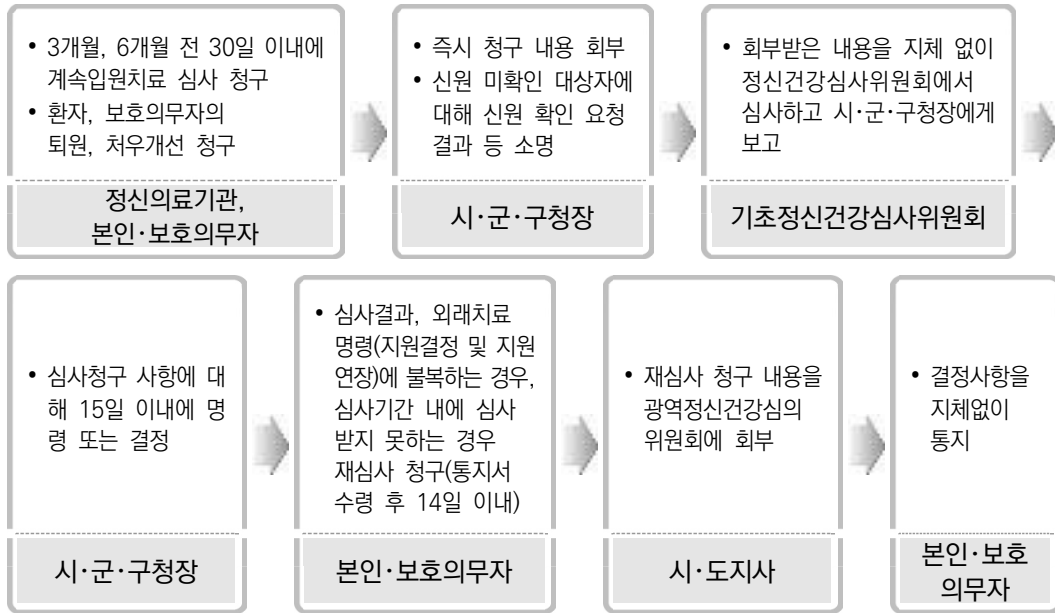 • 3개월, 6개월 전 30일 이내에
계속입원치료 심사 청구
• 환자, 보호의무자의
퇴원, 처우개선 청구
정신의료기관,
본인·보호의무자
• 즉시 청구 내용 회부
• 신원 미확인 대상자에
대해 신원 확인 요청
결과 등 소명
시·군·구청장
• 회부받은 내용을 지체 없이
정신건강심사위원회에서
심사하고 시·군·구청장에게
보고
기초정신건강심사위원회
• 심사청구 사항에 대
해 15일 이내에 명
령 또는 결정
시·군·구청장
• 심사결과, 외래치료
명령(지원결정 및 지원
연장)에 불복하는 경우,
심사기간 내에 심사
받지 못하는 경우
재심사 청구(통지서
수령 후 14일 이내)
본인·보호의무자
• 재심사 청구 내용을
광역정신건강심의
위원회에 회부
시·도지사
• 결정사항을
지체없이
통지
본인·보호
의무자